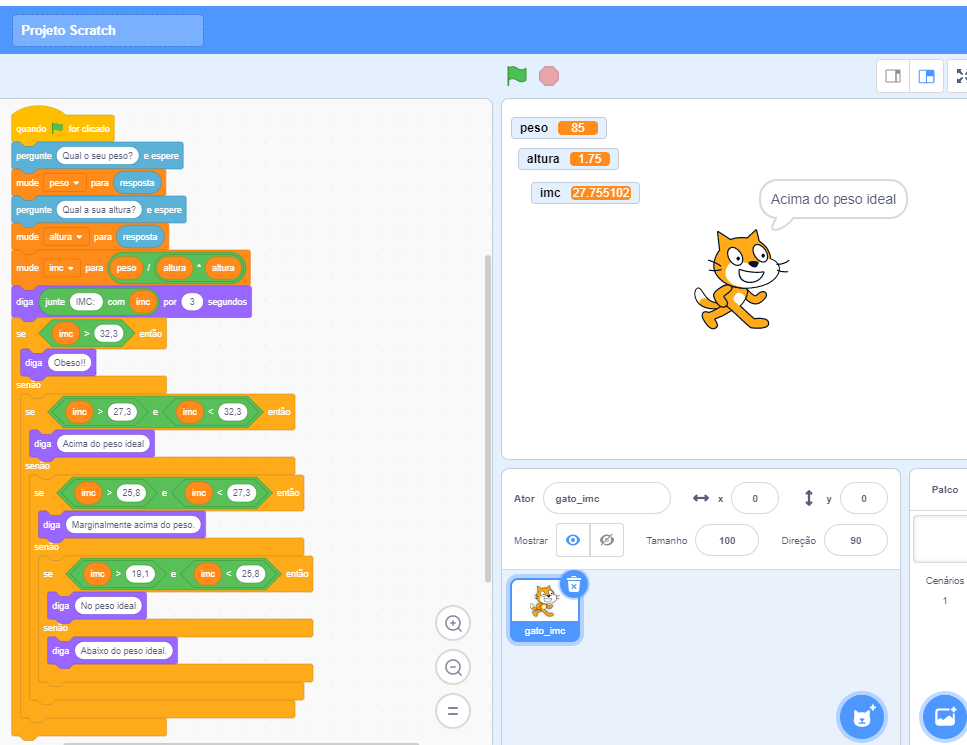 Projeto Scratch
quando for clicado
pergunte Qual o seu peso? e espere
mude peso para resposta
pergunte Qual a sua altura? e espere
mude altura para resposta
mude imc para peso / altura * altura
diga junte IMC: com imc por 3 segundos
se imc > 32,3 então
diga Obeso!!
senão
se imc > 27,3 e imc < 32,3 então
diga Acima do peso ideal
senão
se imc > 25,8 e imc < 27,3 então
diga Marginalmente acima do peso.
senão
se imc > 19,1 e imc < 25,8 então
diga No peso ideal
senão
diga Abaixo do peso ideal.
peso 85
altura 1.75
imc 27.755102
Acima do peso ideal
Ator gato_imc x 0 y 0
Mostrar Tamanho 100 Direção 90
gato_imc
Palco
Cenários
1